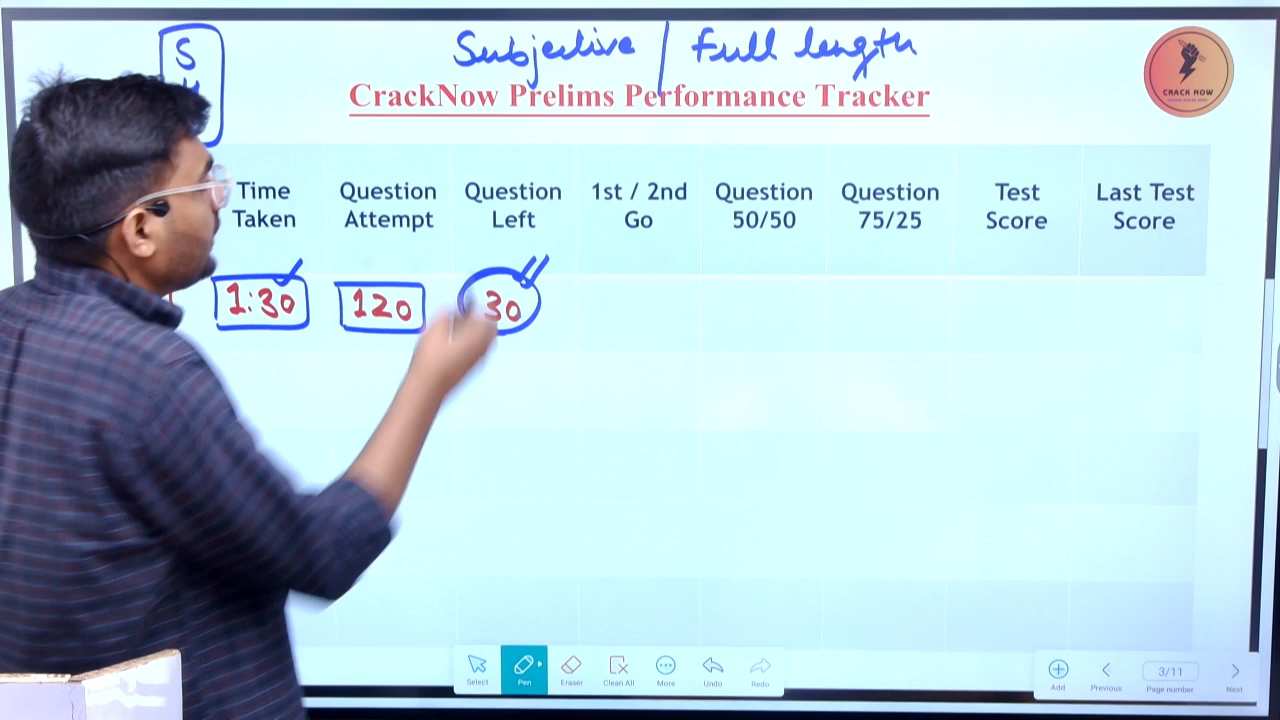 S
Subjective / Full length
CrackNow Prelims Performance Tracker
CRACK NOW
Time Taken
Question Attempt
Question Left
1st / 2nd Go
Question 50/50
Question 75/25
Test Score
Last Test Score
1:30
120
30
Select
Pen
Eraser
Clean All
More
Undo
Redo
Add
Previous
3/11
Page number
Next